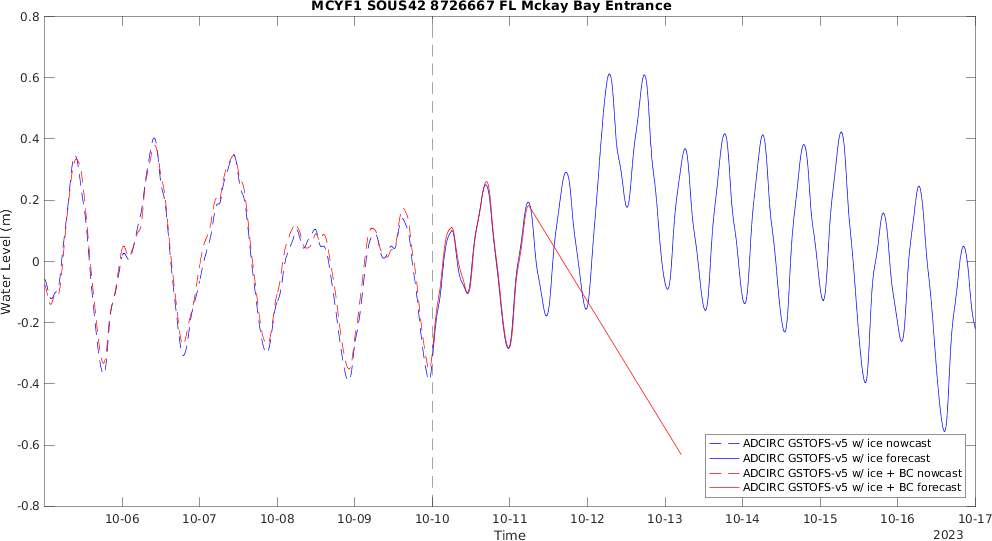 MCYF1 SOUS42 8726667 FL Mckay Bay Entrance
0.8
0.6
0.4
0.2
0
-0.2
-0.4
-0.6
-0.8
Water Level (m)
10-06 10-07 10-08 10-09 10-10 10-11 10-12 10-13 10-14 10-15 10-16 10-17
Time
2023
ADCIRC GSTOFS-v5 w/ ice nowcast
ADCIRC GSTOFS-v5 w/ ice forecast
ADCIRC GSTOFS-v5 w/ ice + BC nowcast
ADCIRC GSTOFS-v5 w/ ice + BC forecast